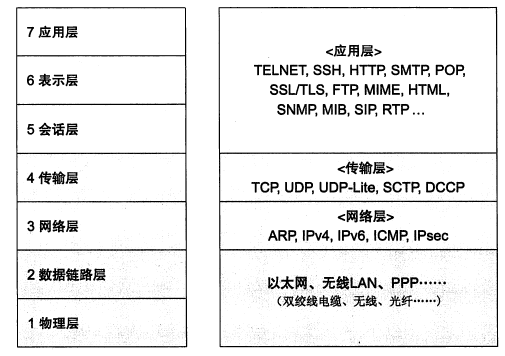 7 应用层
6 表示层
5 会话层
4 传输层
3 网络层
2 数据链路层
1 物理层
<应用层>
TELNET, SSH, HTTP, SMTP, POP,
SSL/TLS, FTP, MIME, HTML,
SNMP, MIB, SIP, RTP ...
<传输层>
TCP, UDP, UDP-Lite, SCTP, DCCP
<网络层>
ARP, IPv4, IPv6, ICMP, IPsec
以太网、无线LAN、PPP……
（双绞线电缆、无线、光纤……）